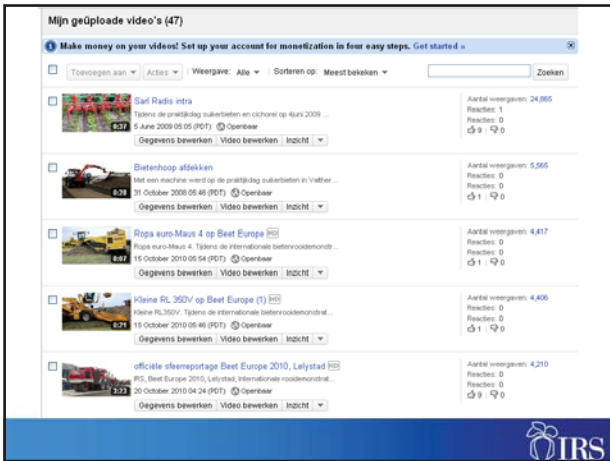 Mijn geüploade video's (47)
Make money on your videos! Set up your account for monetization in four easy steps. Get started »
Toevoegen aan Acties Weergave: Alle Sorteren op: Meest bekeken Zoeken
Sarl Radis intra
Tijdens de praktijkdag suikerbieten en cichorei op 4juni 2009 ...
5 June 2009 05:05 (PDT) Openbaar
Gegevens bewerken Video bewerken Inzicht
0:37
Aantal weergaven: 24,865
Reacties: 1
Reacties: 0
9 0
Bietenhoop afdekken
Met een machine werd op de praktijkdag suikerbieten in Valther...
31 October 2008 05:46 (PDT) Openbaar
Gegevens bewerken Video bewerken Inzicht
0:28
Aantal weergaven: 5,565
Reacties: 0
Reacties: 0
1 0
Ropa euro-Maus 4 op Beet Europe HD
Ropa euro-Maus 4. Tijdens de internationale bietenrooidemonstr...
15 October 2010 05:54 (PDT) Openbaar
Gegevens bewerken Video bewerken Inzicht
0:07
Aantal weergaven: 4,417
Reacties: 0
Reacties: 0
1 0
Kleine RL 350V op Beet Europe (1) HD
Kleine RL350V. Tijdens de internationale bietenrooidemonstrat...
15 October 2010 05:46 (PDT) Openbaar
Gegevens bewerken Video bewerken Inzicht
0:21
Aantal weergaven: 4,406
Reacties: 0
Reacties: 0
1 0
officiële sfeerreportage Beet Europe 2010, Lelystad HD
IRS, Beet Europe 2010, Lelystad, Internationale rooidemonstrat...
20 October 2010 04:24 (PDT) Openbaar
Gegevens bewerken Video bewerken Inzicht
3:23
Aantal weergaven: 4,210
Reacties: 0
Reacties: 0
9 0
IRS